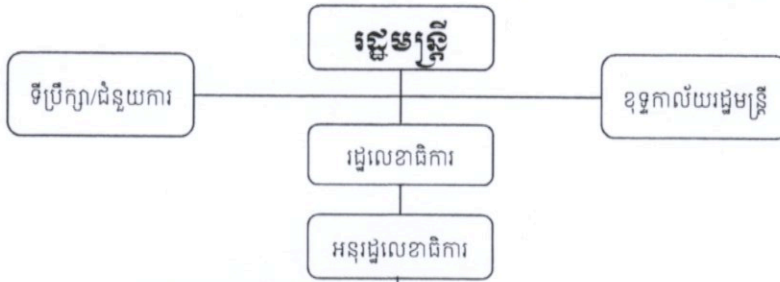 រដ្ឋមន្ត្រី
ទីប្រឹក្សា/ជំនួយការ
ខុទ្ទកាល័យរដ្ឋមន្ត្រី
រដ្ឋលេខាធិការ
អនុរដ្ឋលេខាធិការ